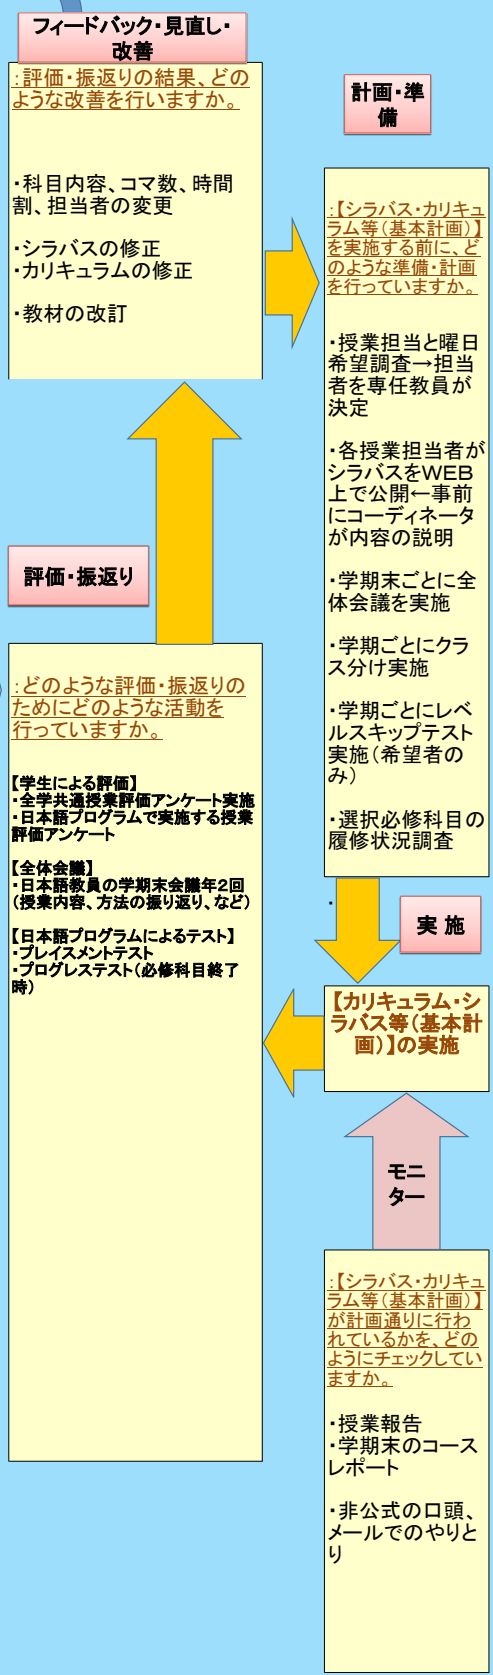 フィードバック・見直し・
改善
:評価・振返りの結果、どの
ような改善を行いますか。
・科目内容、コマ数、時間
割、担当者の変更
・シラバスの修正
・カリキュラムの修正
・教材の改訂
計画・準
備
:【シラバス・カリキュ
ラム等(基本計画)】
を実施する前に、ど
のような準備・計画
を行っていますか。
・授業担当と曜日
希望調査→担当
者を専任教員が
決定
・各授業担当者が
シラバスをWEB
上で公開←事前
にコーディネータ
が内容の説明
・学期末ごとに全
体会議を実施
・学期ごとにクラ
ス分け実施
・学期ごとにレベ
ルスキップテスト
実施(希望者の
み)
・選択必修科目の
履修状況調査
・
実 施
【カリキュラム・シ
ラバス等(基本計
画)】の実施
評価・振返り
:どのような評価・振返りの
ためにどのような活動を
行っていますか。
【学生による評価】
・全学共通授業評価アンケート実施
・日本語プログラムで実施する授業
評価アンケート
【全体会議】
・日本語教員の学期末会議年2回
(授業内容、方法の振り返り、など)
【日本語プログラムによるテスト】
・プレイスメントテスト
・プログレステスト(必修科目終了
時)
モニ
ター
:【シラバス・カリキュ
ラム等(基本計画)】
が計画通りに行わ
れているかを、どの
ようにチェックしてい
ますか。
・授業報告
・学期末のコース
レポート
・非公式の口頭、
メールでのやりと
り